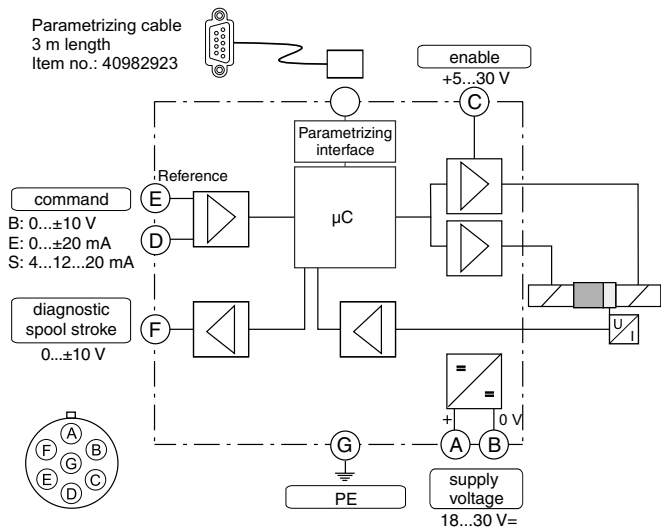 Parametrizing cable
3 m length
Item no.: 40982923
enable
+5...30 V
C
Parametrizing
interface
Reference
command
E
B: 0...±10 V
E: 0...±20 mA
S: 4...12...20 mA
D
µC
diagnostic
spool stroke
F
0...±10 V
U
I
=
=
+
0 V
A
B
G
PE
supply
voltage
18...30 V=
A
F
B
G
E
C
D